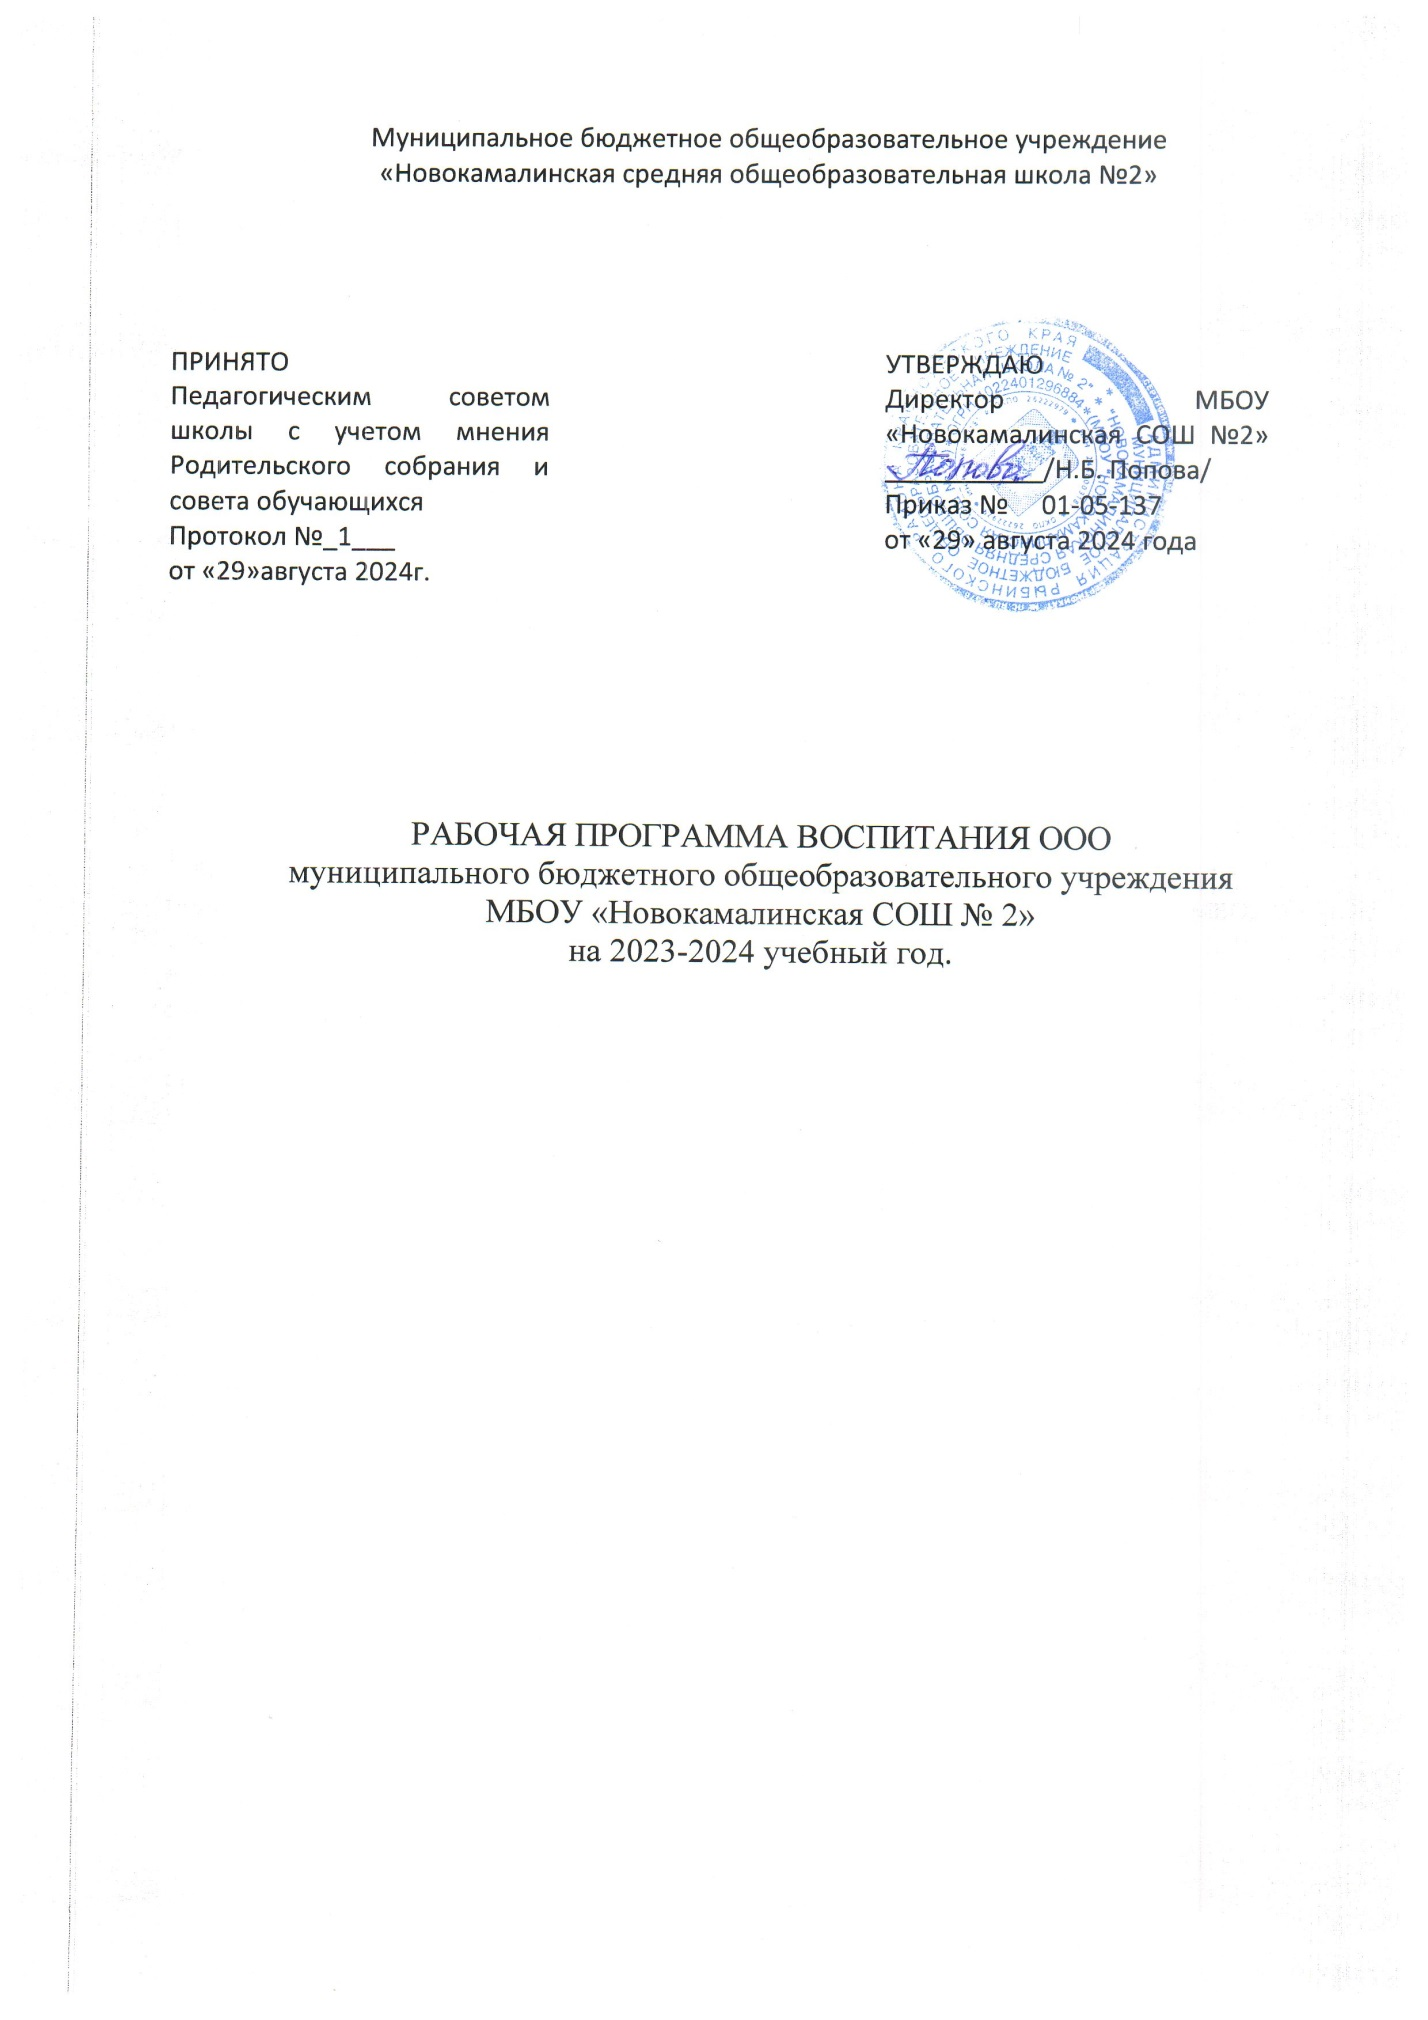 Муниципальное бюджетное общеобразовательное учреждение
«Новокамалинская средняя общеобразовательная школа №2»
ПРИНЯТО
Педагогическим советом
школы с учетом мнения
Родительского собрания и
совета обучающихся
Протокол №_1___
от «29»августа 2024г.
УТВЕРЖДАЮ
Директор МБОУ
«Новокамалинская СОШ №2»
Попова /Н.Б. Попова/
Приказ № 01-05-137
от «29» августа 2024 года
РАБОЧАЯ ПРОГРАММА ВОСПИТАНИЯ ООО
муниципального бюджетного общеобразовательного учреждения
МБОУ «Новокамалинская СОШ № 2»
на 2023-2024 учебный год.